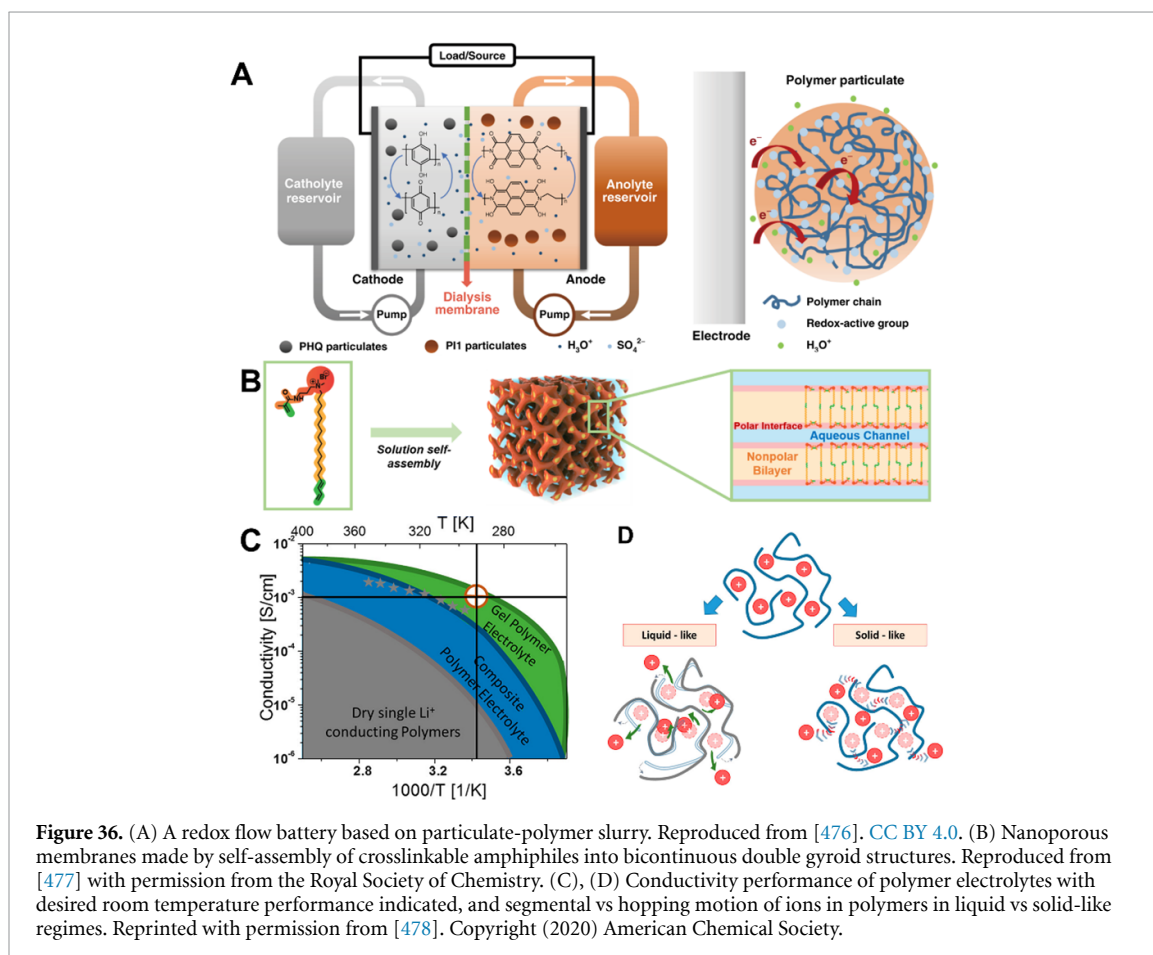 A
Load/Source
Catholyte
reservoir
Anolyte
reservoir
OH
OH
O
O
n
n
O
O
O
O
N
N
n
OH
OH
OH
OH
N
N
n
Cathode
Anode
Dialysis
membrane
Pump
Pump
PHQ particulates
PI1 particulates
H₃O⁺
SO₄²⁻
Polymer particulate
e⁻
e⁻
e⁻
Electrode
Polymer chain
Redox-active group
H₃O⁺
B
Br
N
O
NH
Solution self-
assembly
Polar Interface
Aqueous Channel
Nonpolar
Bilayer
C
T [K]
400
360
320
280
Conductivity [S/cm]
10⁻²
10⁻³
10⁻⁴
10⁻⁵
10⁻⁶
Gel Polymer
Electrolyte
Composite
Polymer Electrolyte
Dry single Li⁺
conducting Polymers
2.8
3.2
3.6
1000/T [1/K]
D
Liquid - like
Solid - like
Figure 36. (A) A redox flow battery based on particulate-polymer slurry. Reproduced from [476]. CC BY 4.0. (B) Nanoporous
membranes made by self-assembly of crosslinkable amphiphiles into bicontinuous double gyroid structures. Reproduced from
[477] with permission from the Royal Society of Chemistry. (C), (D) Conductivity performance of polymer electrolytes with
desired room temperature performance indicated, and segmental vs hopping motion of ions in polymers in liquid vs solid-like
regimes. Reprinted with permission from [478]. Copyright (2020) American Chemical Society.